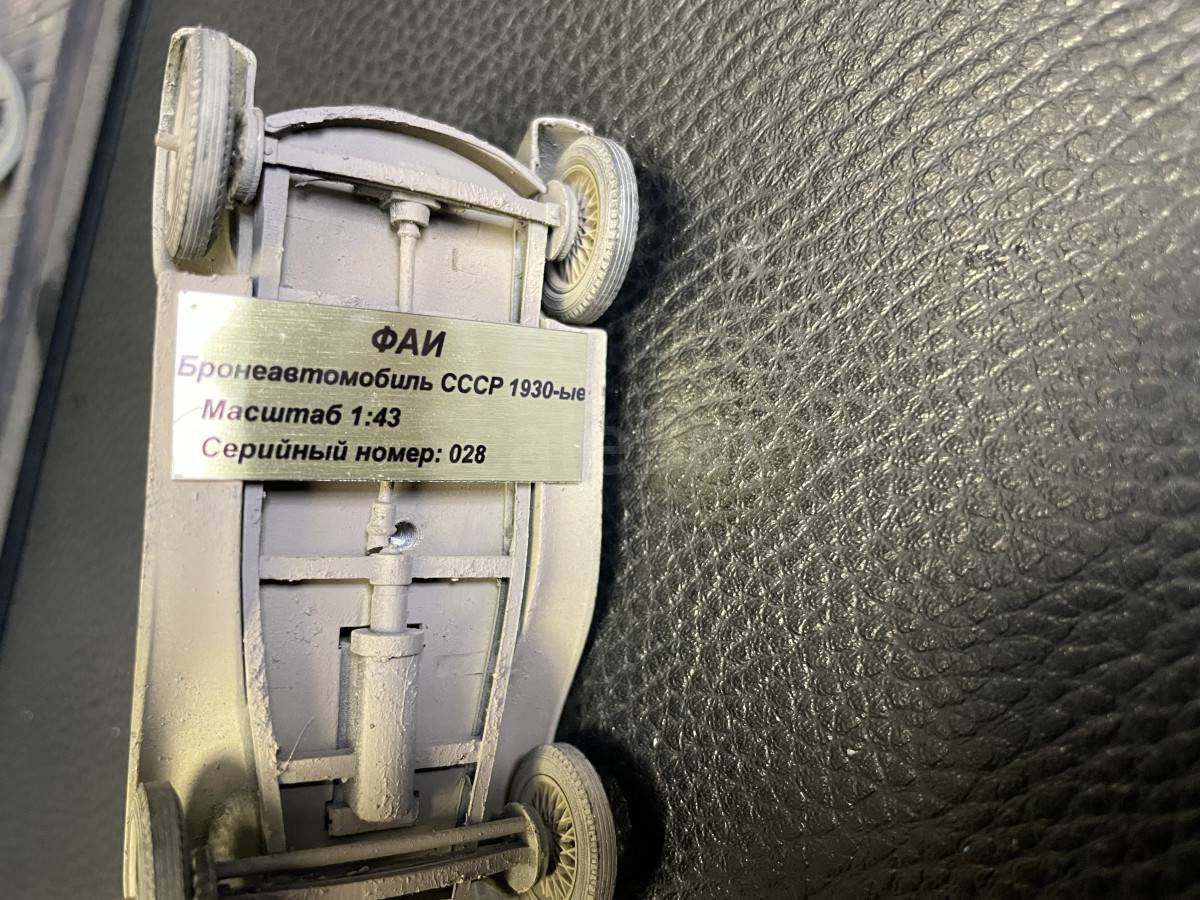 ФАИ
Бронеавтомобиль СССР 1930-ые
Масштаб 1:43
Серийный номер: 028